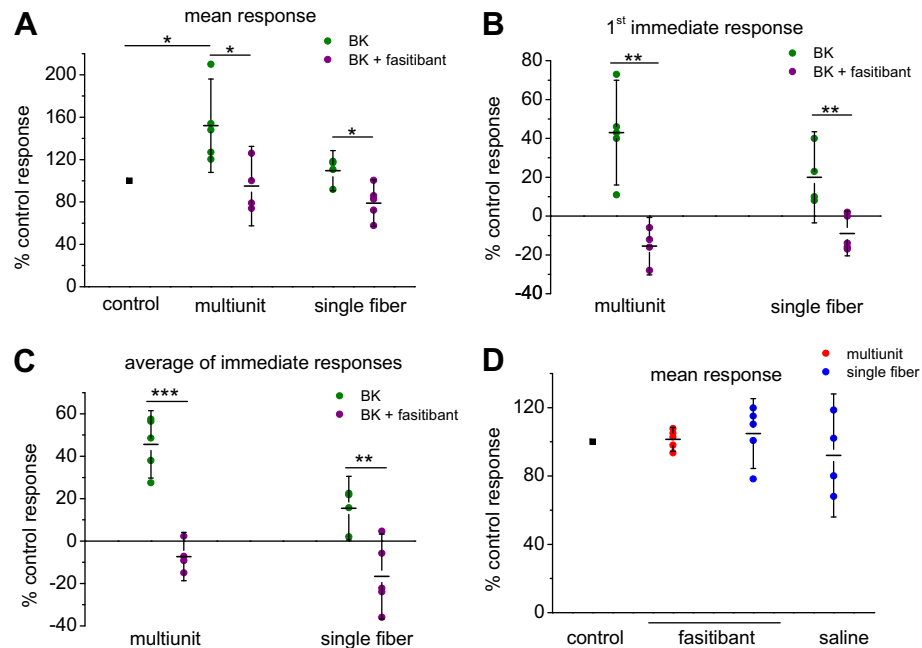 A
mean response
*
*
*
BK
BK + fasitibant
200
160
120
80
40
0
% control response
control
multiunit
single fiber
B
1st immediate response
**
**
BK
BK + fasitibant
80
60
40
20
0
-20
-40
% control response
multiunit
single fiber
C
average of immediate responses
***
**
BK
BK + fasitibant
60
40
20
0
-20
-40
% control response
multiunit
single fiber
D
mean response
multiunit
single fiber
120
80
40
0
% control response
control
fasitibant
saline